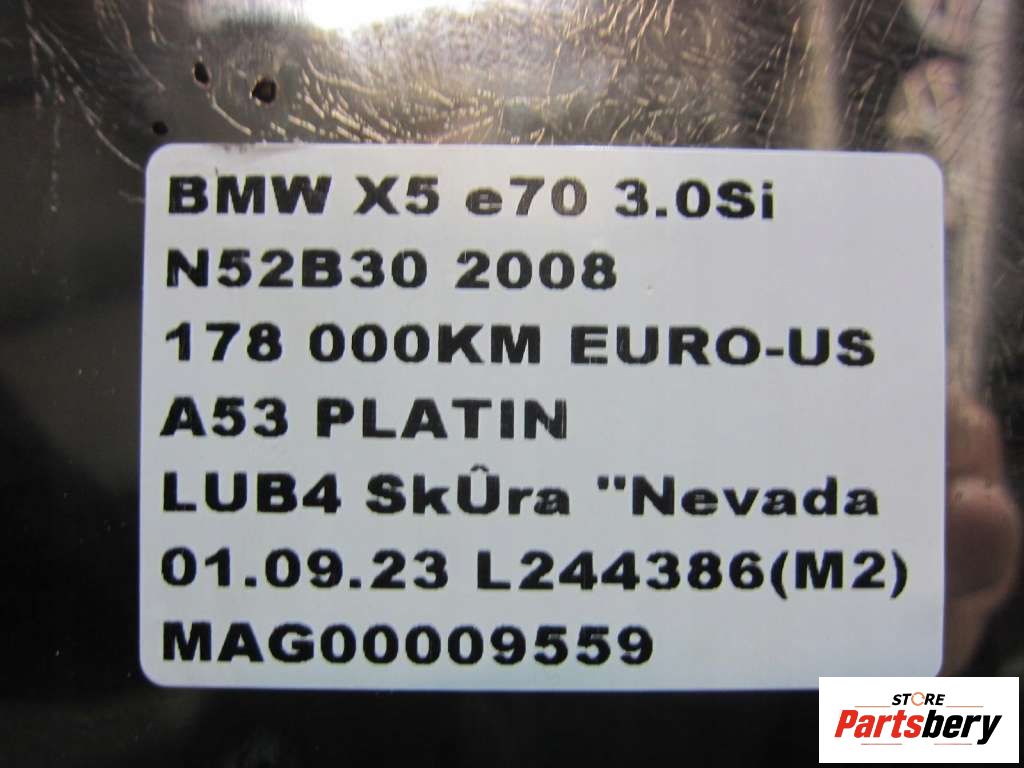 BMW X5 e70 3.0Si
N52B30 2008
178 000KM EURO-US
A53 PLATIN
LUB4 SkÛra "Nevada
01.09.23 L244386(M2)
MAG00009559
STORE
Partsbery